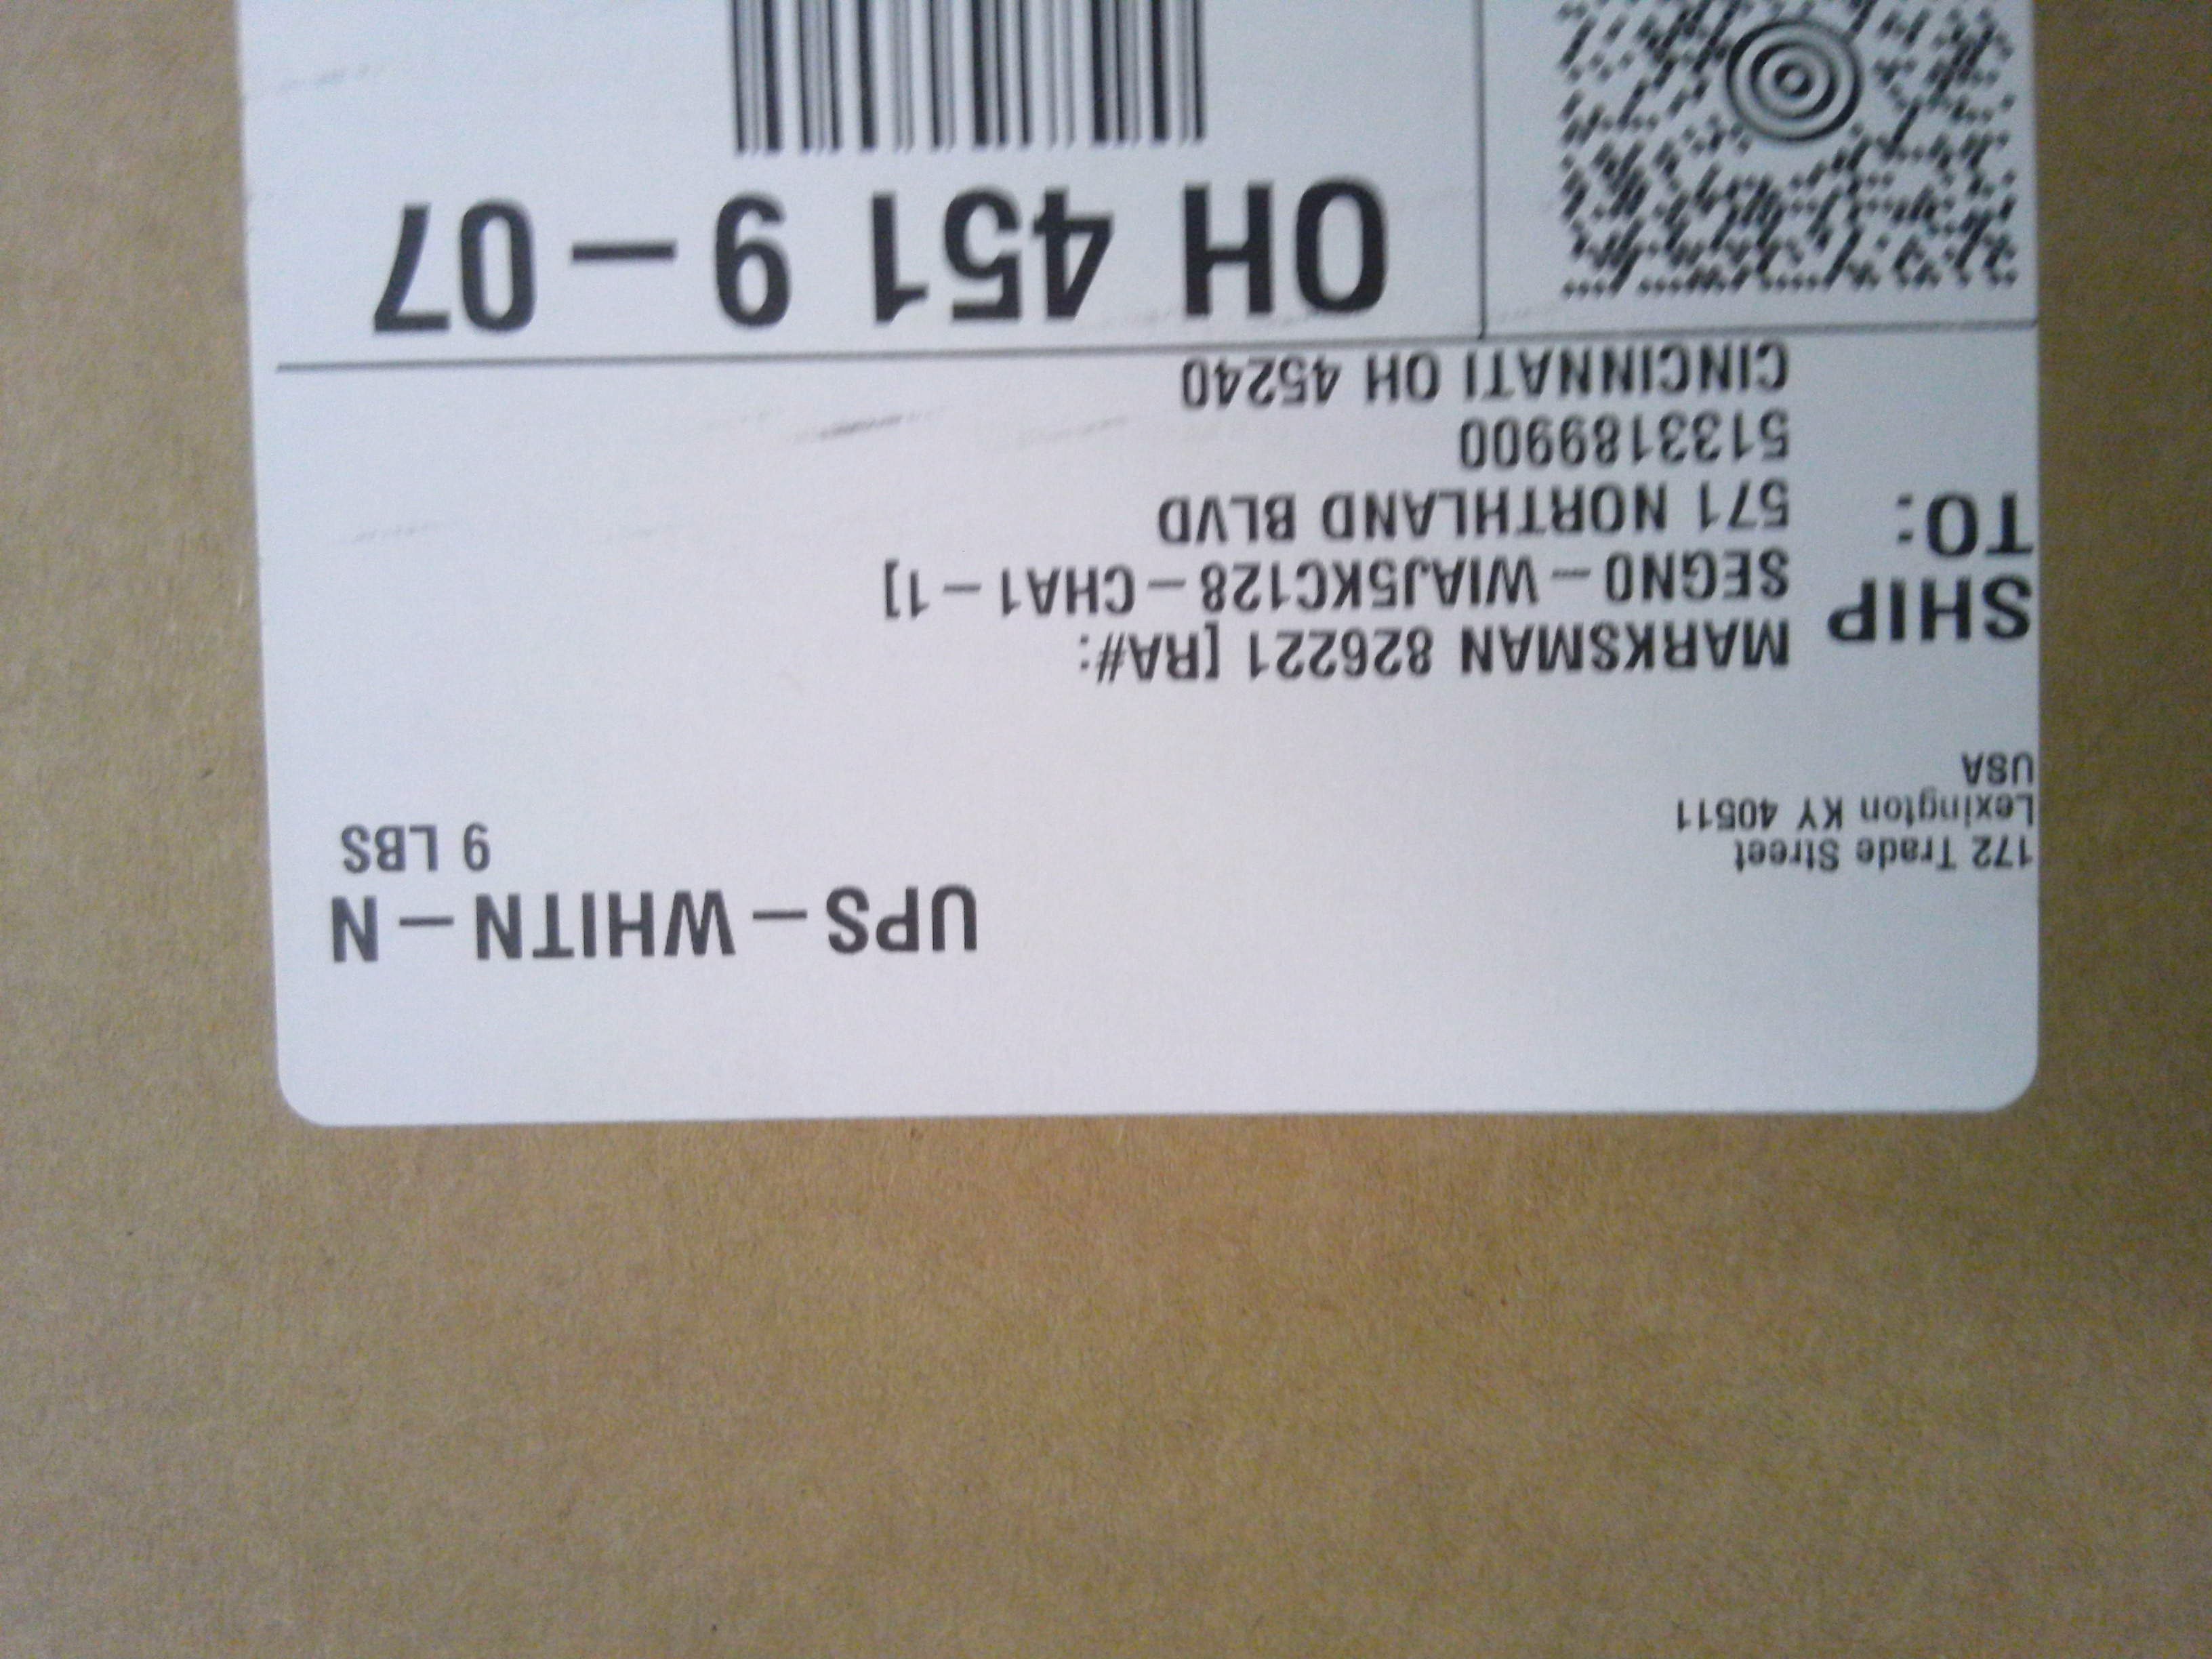 UPS-WHITN-N
9 LBS
172 Trade Street
Lexington KY 40511
USA
SHIP TO:
MARKSMAN 826221 [RA#:
SEGN0-WIAJ5KC128-CHA1-1]
571 NORTHLAND BLVD
5133189900
CINCINNATI OH 45240
OH 451 9-07